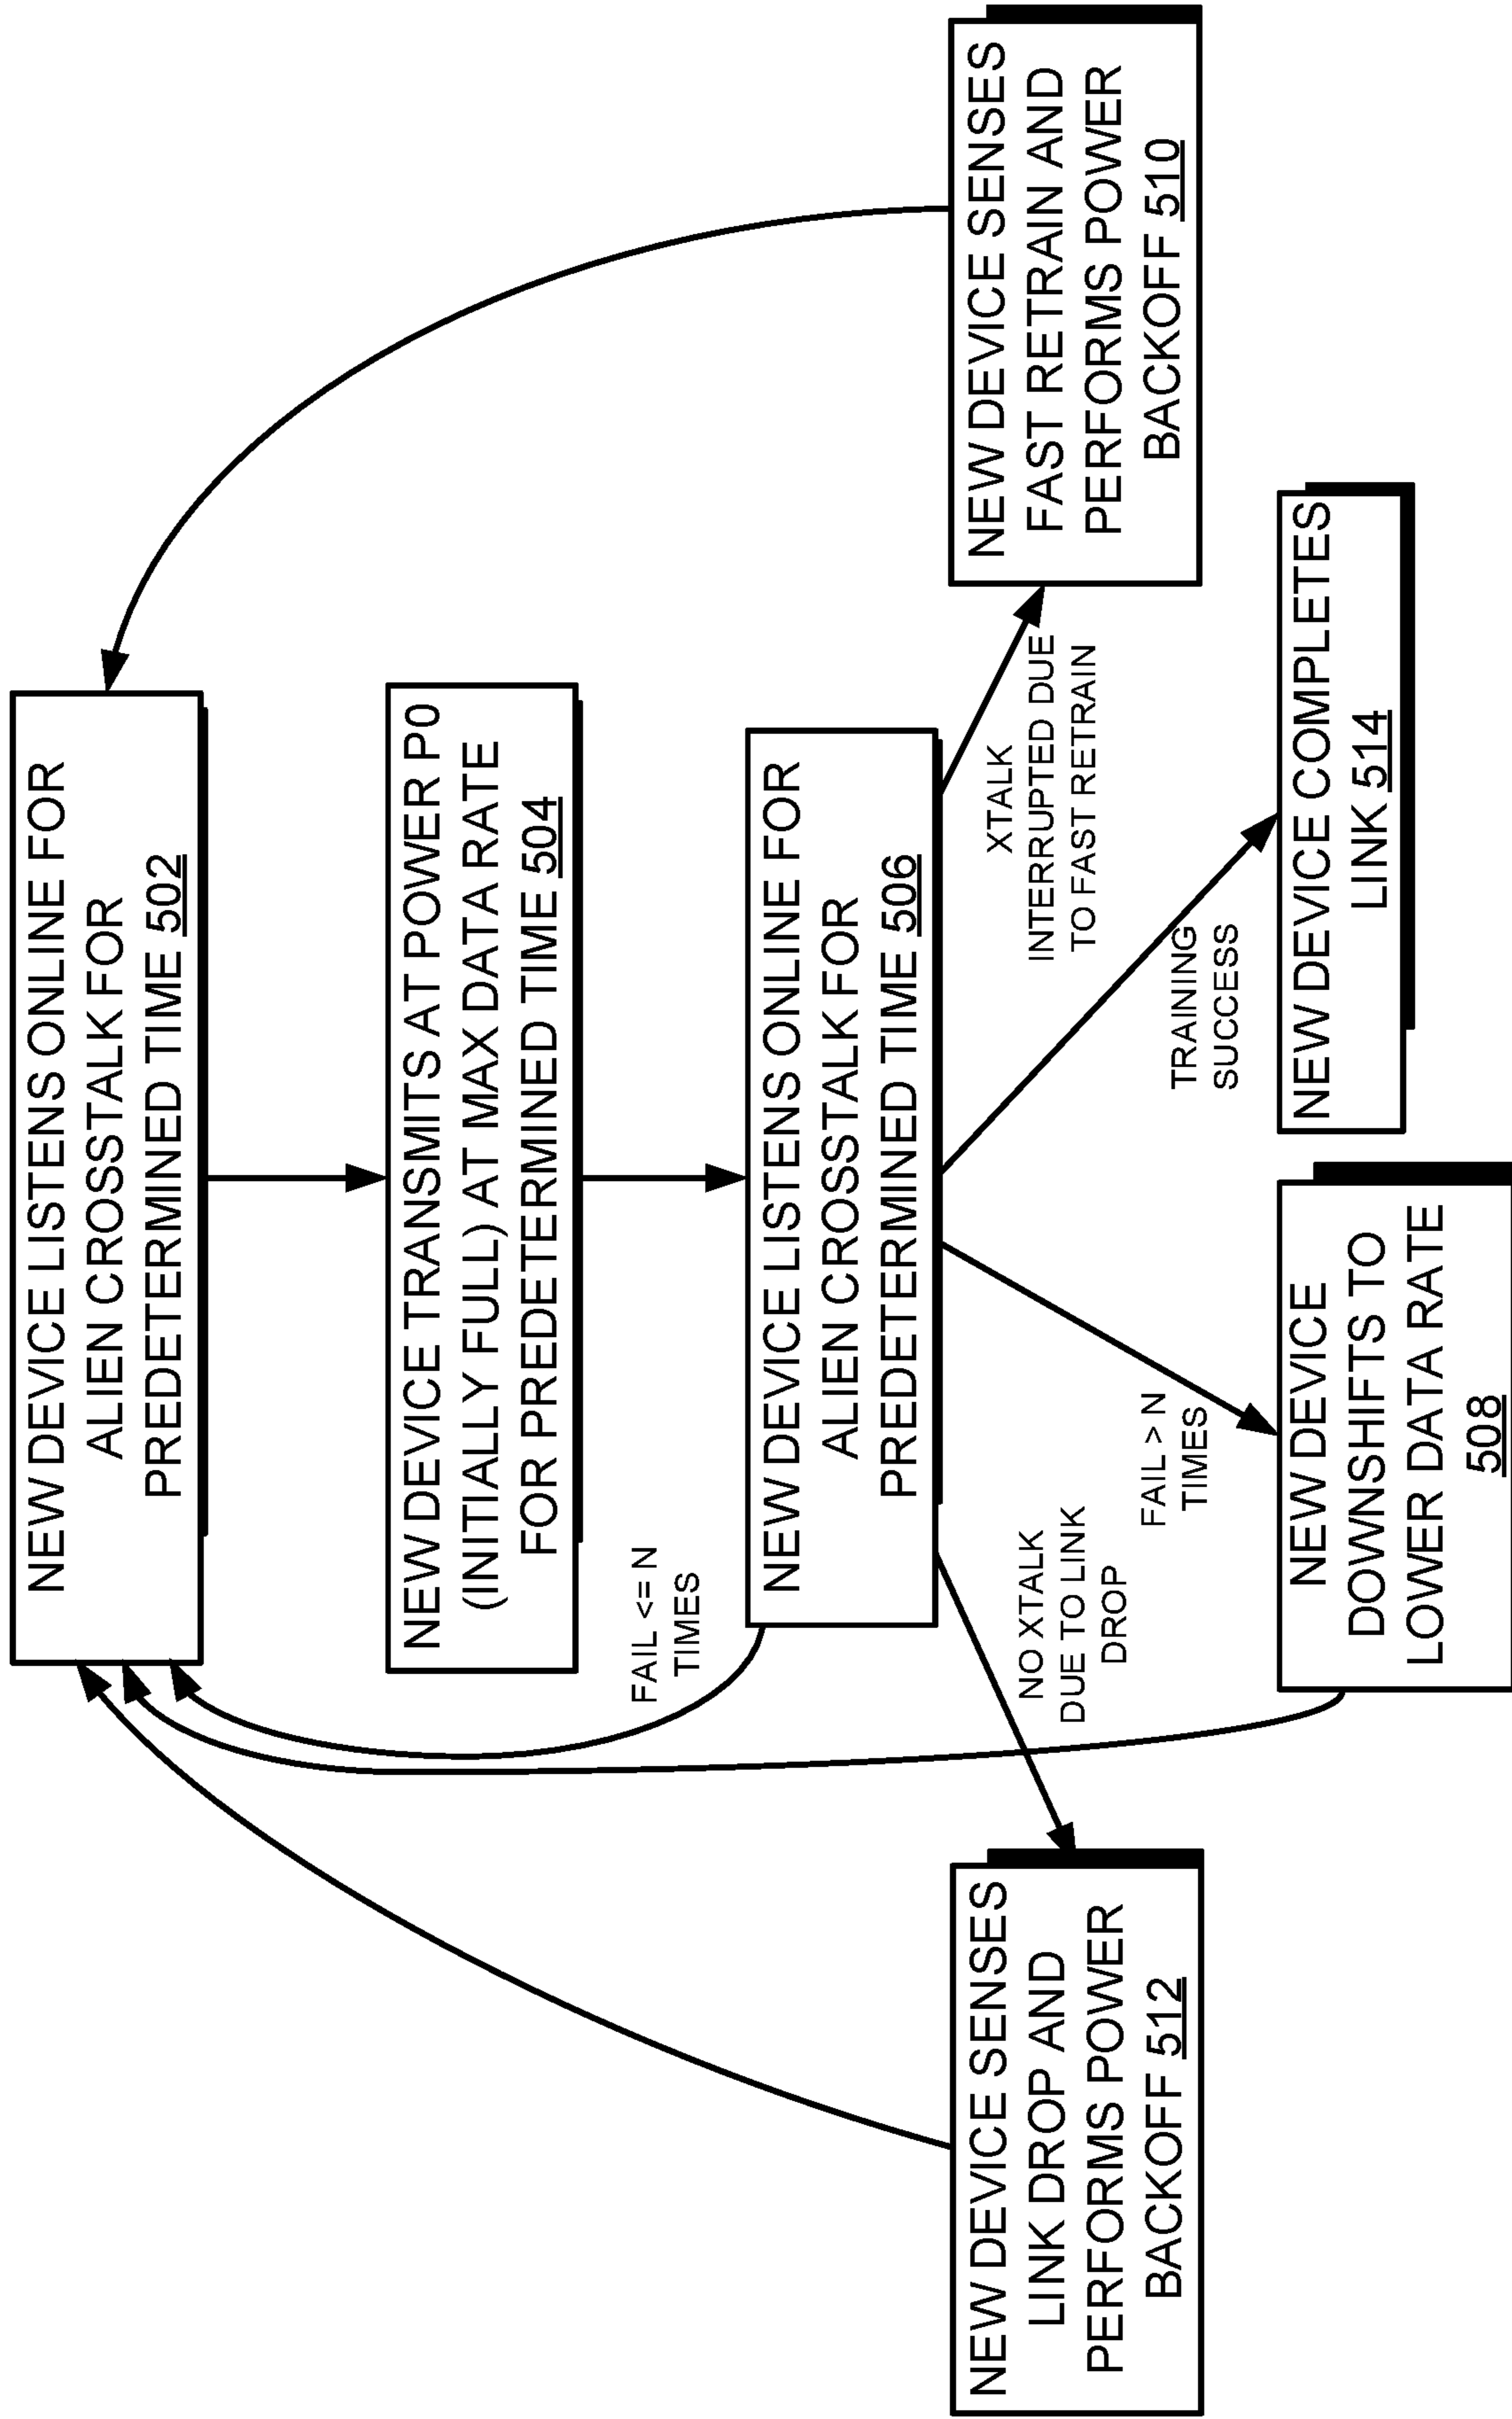 NEW DEVICE LISTENS ONLINE FOR
ALIEN CROSSTALK FOR
PREDETERMINED TIME 502
NEW DEVICE TRANSMITS AT POWER P0
(INITIALLY FULL) AT MAX DATA RATE
FOR PREDETERMINED TIME 504
FAIL <= N
TIMES
NEW DEVICE LISTENS ONLINE FOR
ALIEN CROSSTALK FOR
PREDETERMINED TIME 506
NO XTALK
DUE TO LINK
DROP
FAIL > N
TIMES
TRAINING
SUCCESS
XTALK
INTERRUPTED DUE
TO FAST RETRAIN
NEW DEVICE SENSES
LINK DROP AND
PERFORMS POWER
BACKOFF 512
NEW DEVICE SENSES
FAST RETRAIN AND
PERFORMS POWER
BACKOFF 510
NEW DEVICE
DOWNSHIFTS TO
LOWER DATA RATE
508
NEW DEVICE COMPLETES
LINK 514